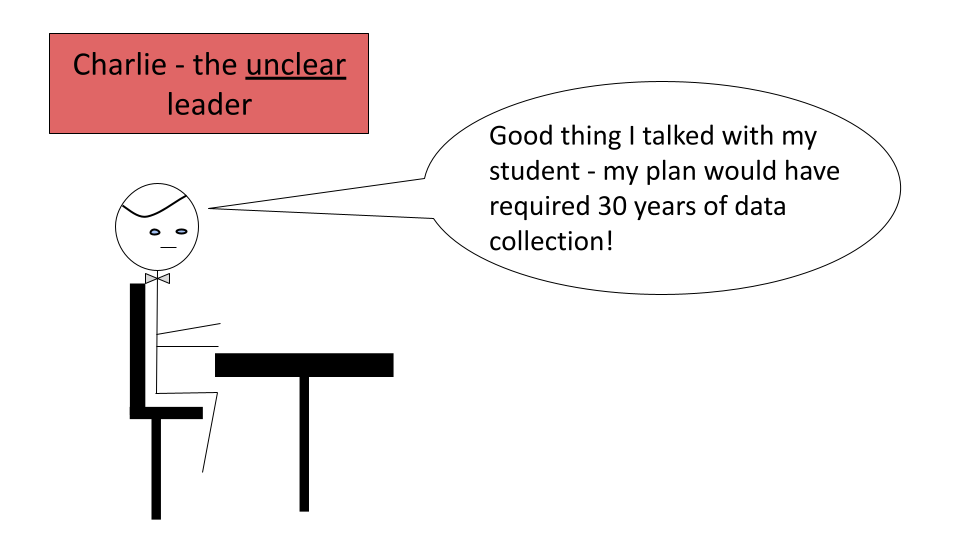 Charlie - the unclear
leader
Good thing I talked with my
student - my plan would have
required 30 years of data
collection!